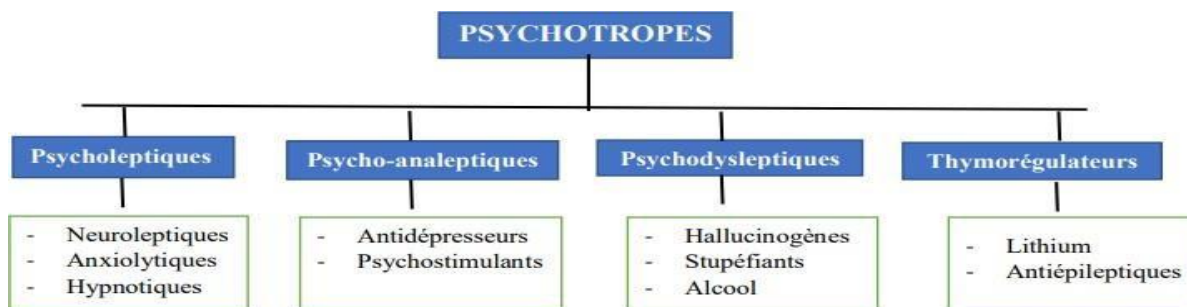 PSYCHOTROPES
Psycholeptiques
Psycho-analeptiques
Psychodysleptiques
Thymorégulateurs
- Neuroleptiques
- Anxiolytiques
- Hypnotiques
- Antidépresseurs
- Psychostimulants
- Hallucinogènes
- Stupéfiants
- Alcool
- Lithium
- Antiépileptiques